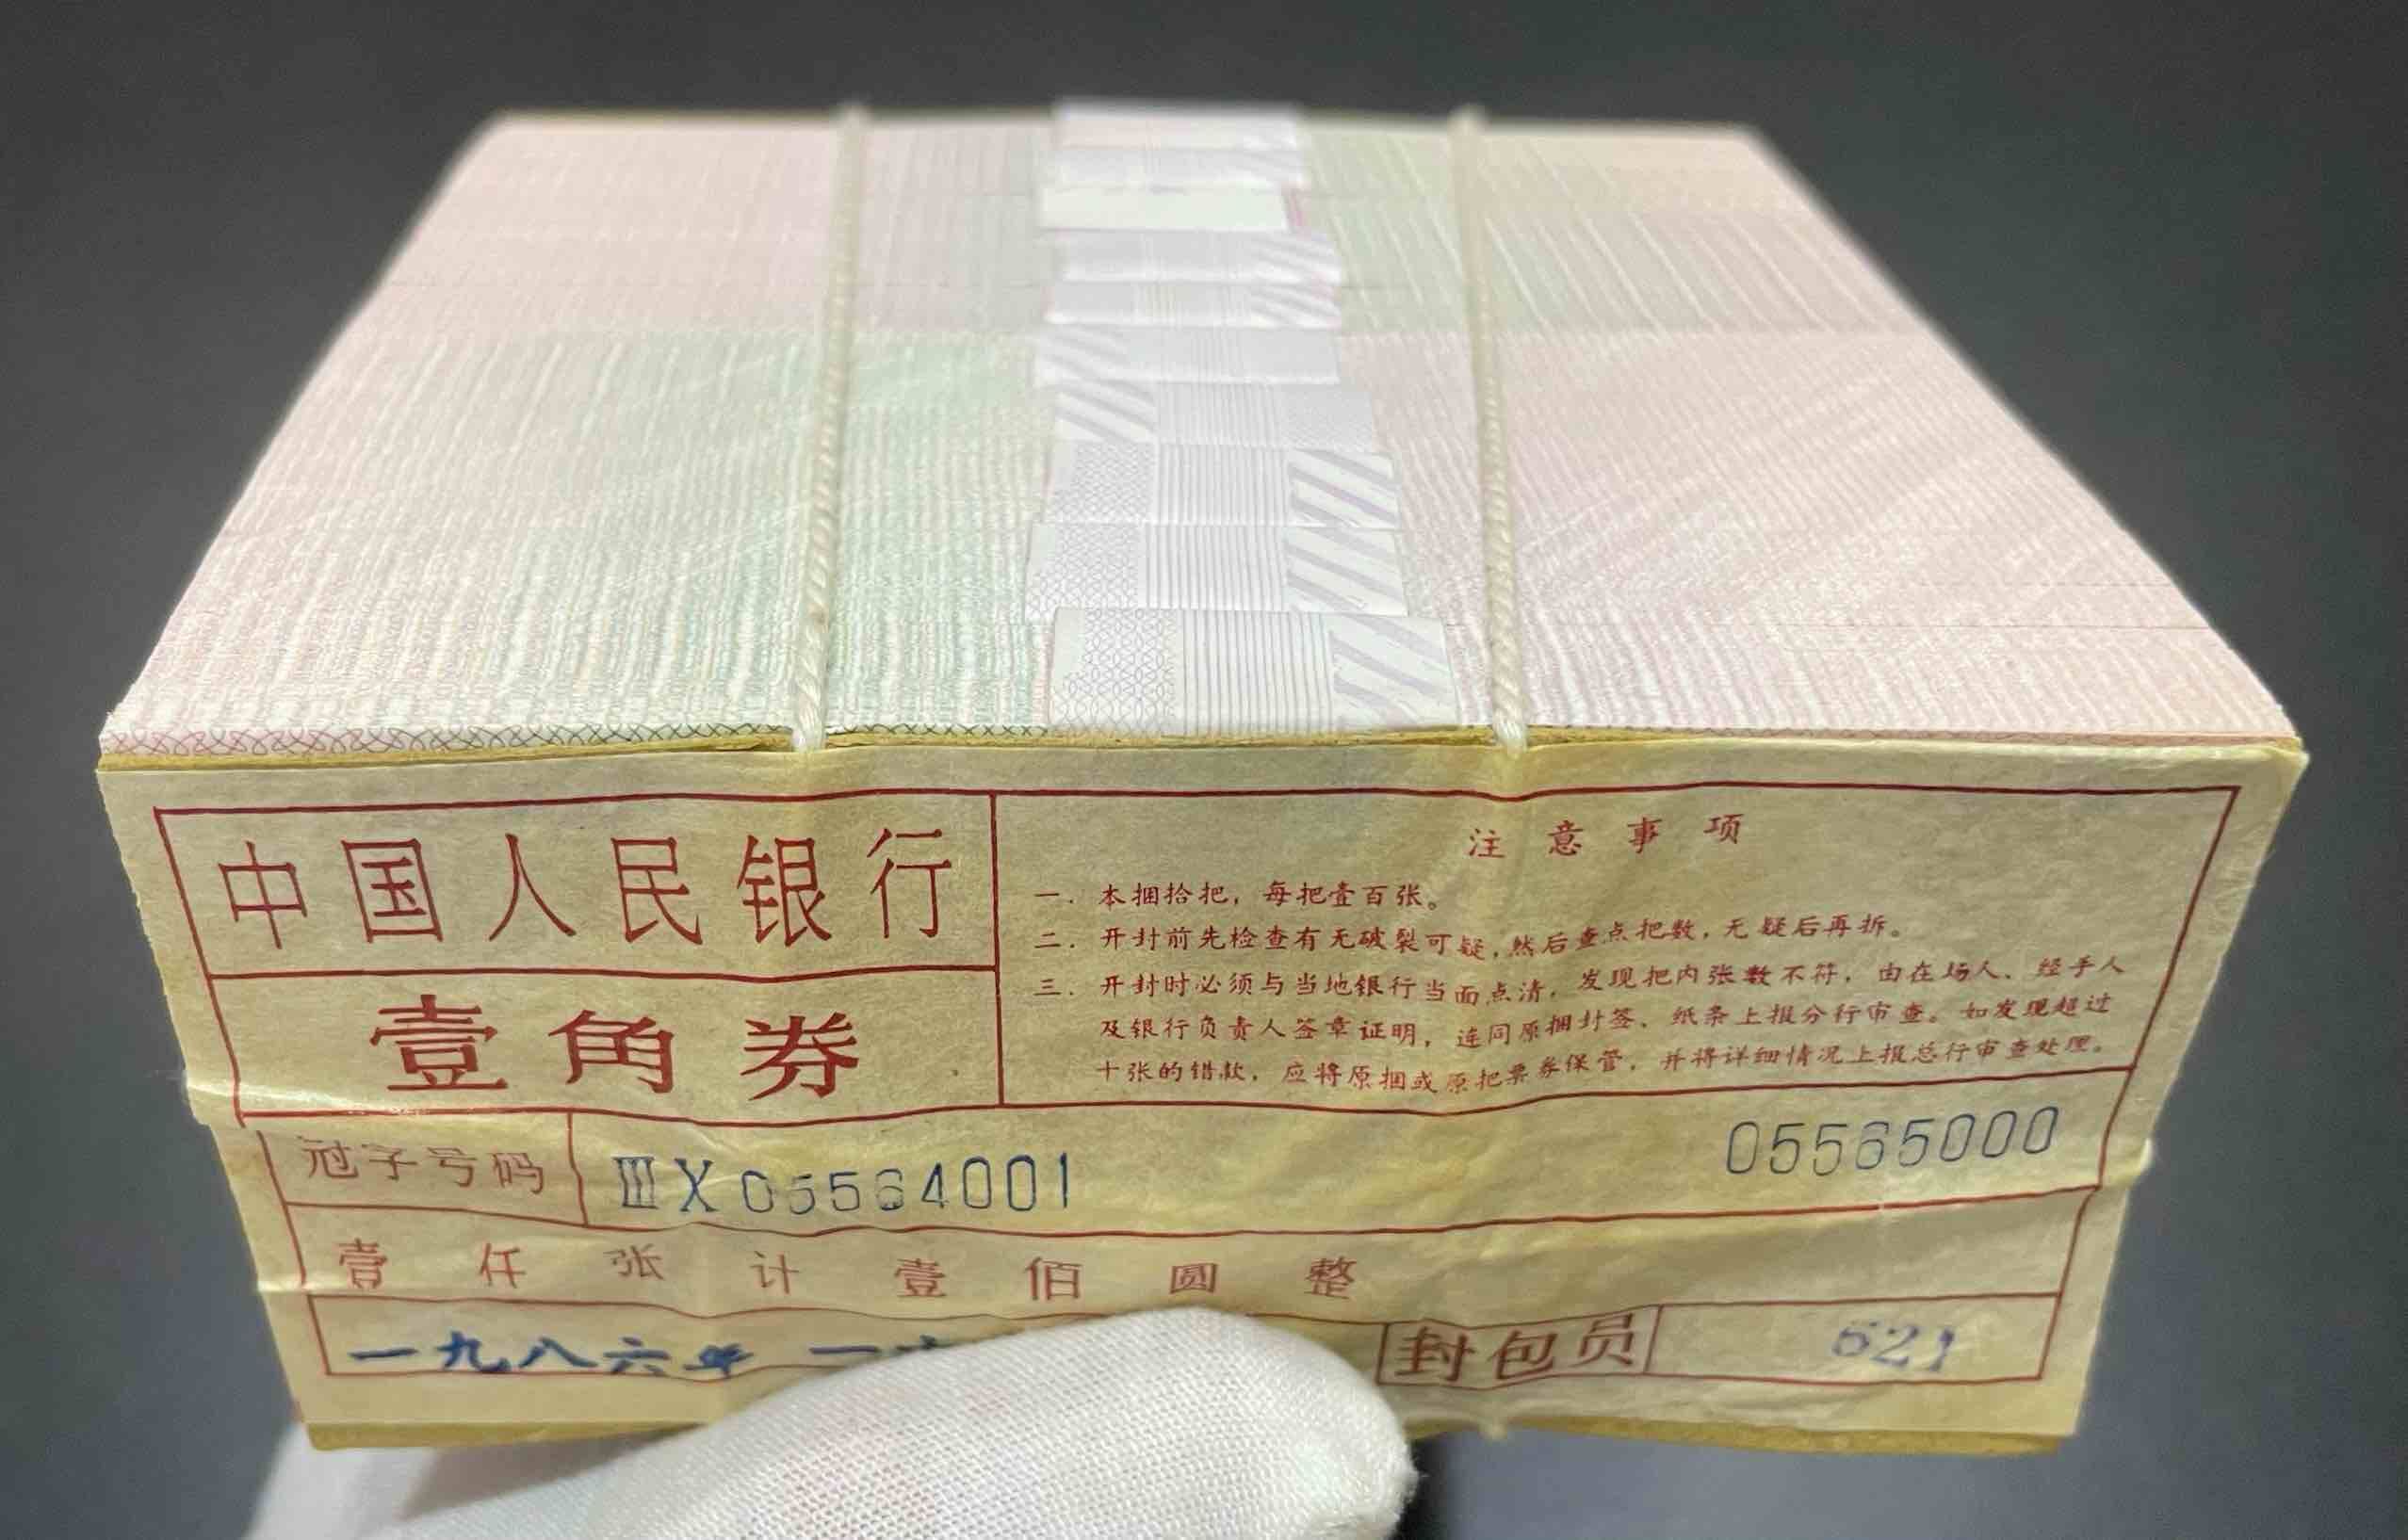 中国人民银行
壹角券
注意事项
一．本捆拾把，每把壹百张。
二．开封前先检查有无破裂可疑，然后查点把数，无疑后再拆。
三．开封时必须与当地银行当面点清，发现把内张数不符，由在场人、经手人
及银行负责人签章证明，连同原捆封签、纸条上报分行审查。如发现超过
十张的错款，应将原捆或原把票券保管，并将详细情况上报总行审查处理。
冠字号码
ⅢX05564001
05565000
壹仟张计壹佰圆整
一九八六年 一
封包员
621